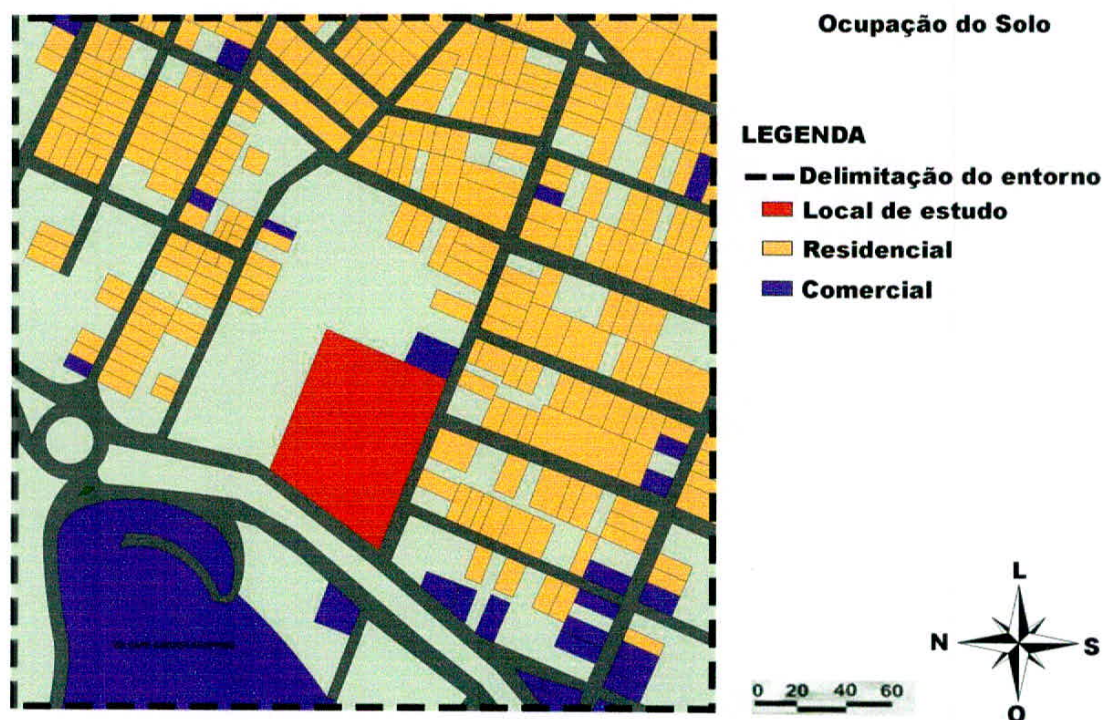 Ocupação do Solo
LEGENDA
Delimitação do entorno
Local de estudo
Residencial
Comercial
L
N
S
O
0 20 40 60